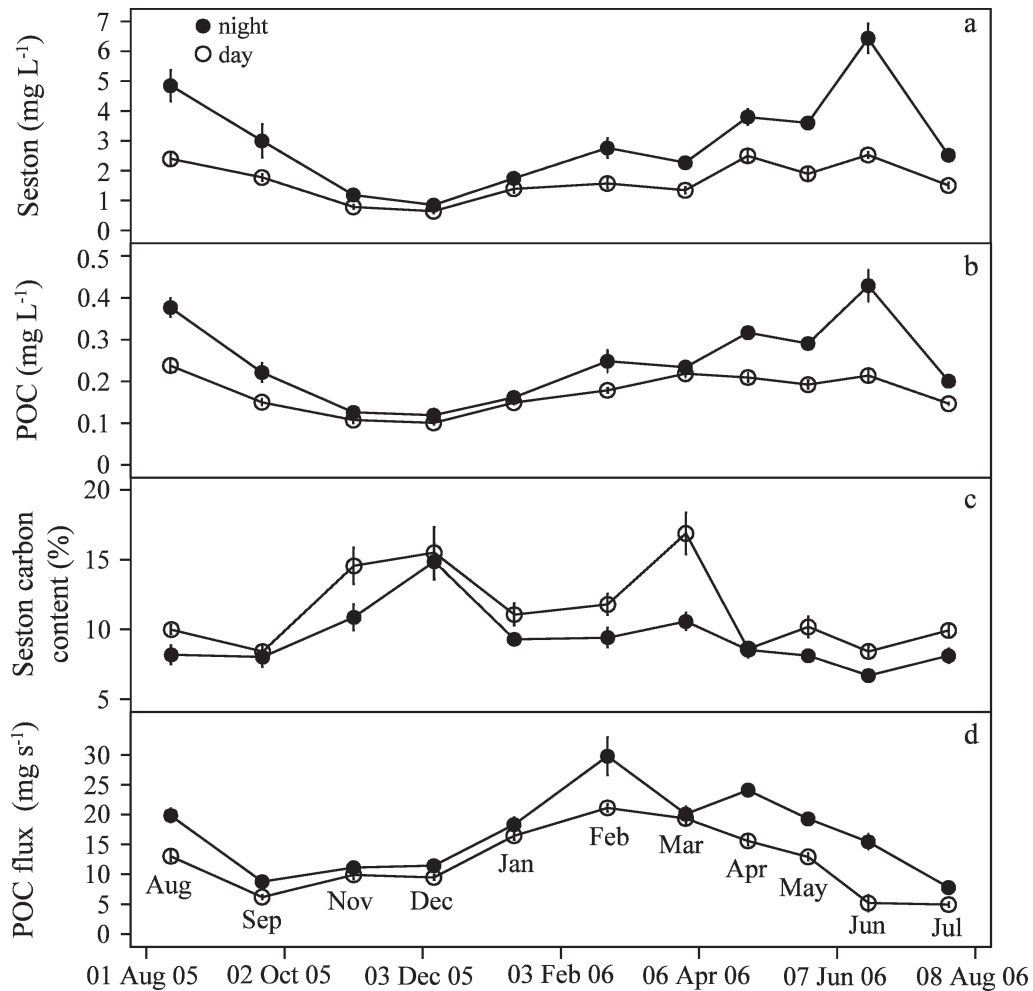 night
day
a
Seston (mg L⁻¹)
7
6
5
4
3
2
1
0
b
POC (mg L⁻¹)
0.5
0.4
0.3
0.2
0.1
0
c
Seston carbon
content (%)
20
15
10
5
d
POC flux (mg s⁻¹)
30
25
20
15
10
5
0
Aug
Sep
Nov
Dec
Jan
Feb
Mar
Apr
May
Jun
Jul
01 Aug 05
02 Oct 05
03 Dec 05
03 Feb 06
06 Apr 06
07 Jun 06
08 Aug 06